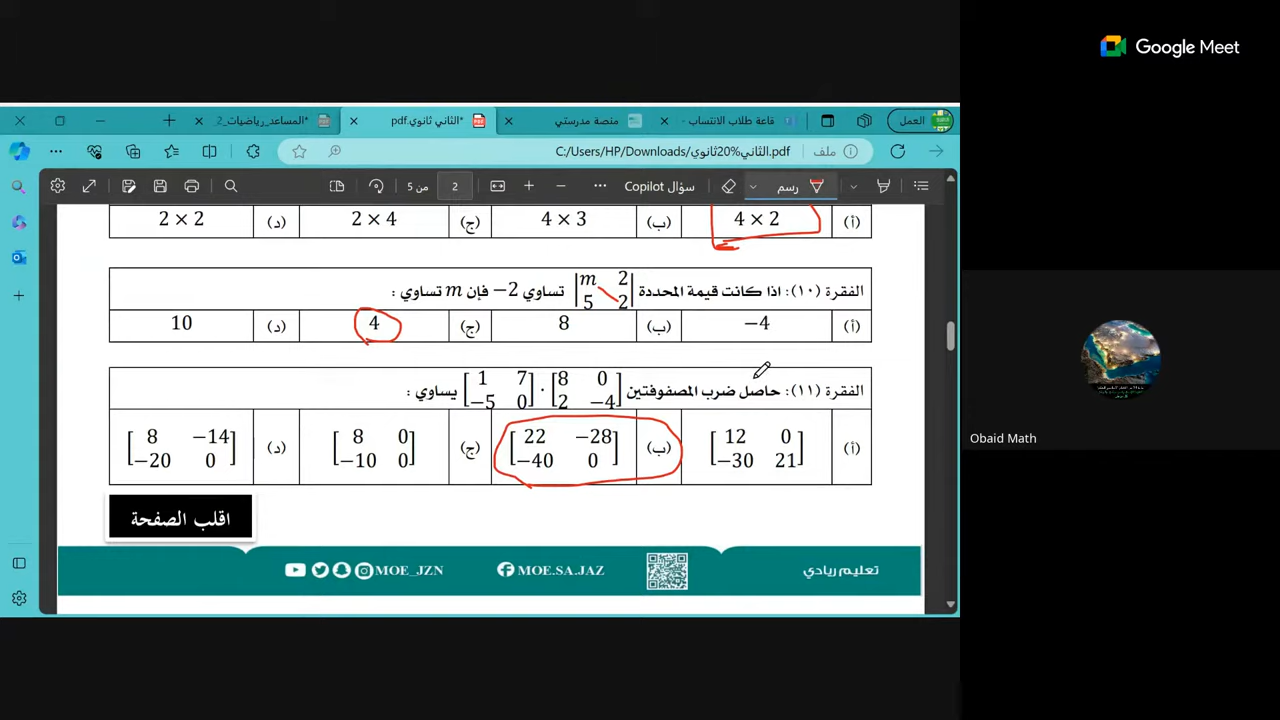 Google Meet
العمل
قاعة طلاب الانتساب -
منصة مدرستي
*الثاني ثانوي.pdf
*المساعد_رياضيات_2
ملف
C:/Users/HP/Downloads/الثاني%20ثانوي.pdf
رسم
سؤال Copilot
2
من 5
(أ) 4 × 2 (ب) 4 × 3 (ج) 2 × 4 (د) 2 × 2
الفقرة (١٠): اذا كانت قيمة المحددة |m 2; 5 2| تساوي −2 فإن m تساوي :
(أ) −4 (ب) 8 (ج) 4 (د) 10
الفقرة (١١): حاصل ضرب المصفوفتين [1 7; −5 0] · [8 0; 2 −4] يساوي :
(أ) [12 0; −30 21] (ب) [22 −28; −40 0] (ج) [8 0; −10 0] (د) [8 −14; −20 0]
اقلب الصفحة
تعليم ريادي
MOE.SA.JAZ
MOE_JZN
Obaid Math